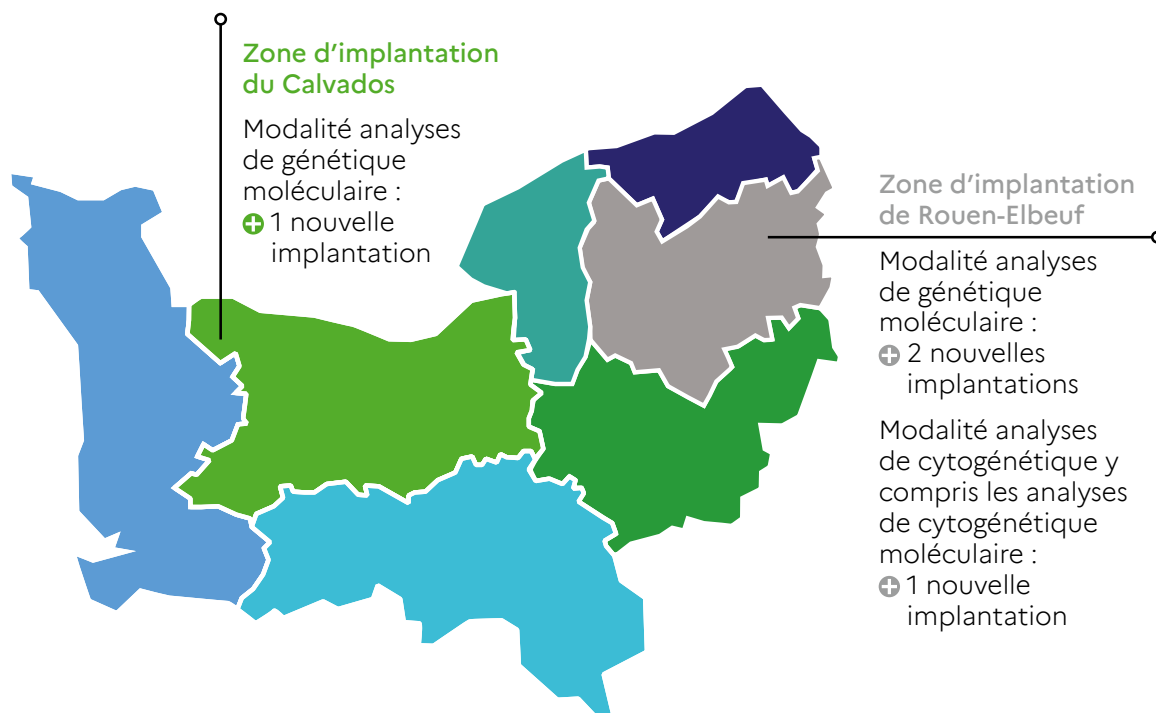 Zone d'implantation
du Calvados
Modalité analyses
de génétique
moléculaire :
+ 1 nouvelle
implantation
Zone d'implantation
de Rouen-Elbeuf
Modalité analyses
de génétique
moléculaire :
+ 2 nouvelles
implantations
Modalité analyses
de cytogénétique y
compris les analyses
de cytogénétique
moléculaire :
+ 1 nouvelle
implantation